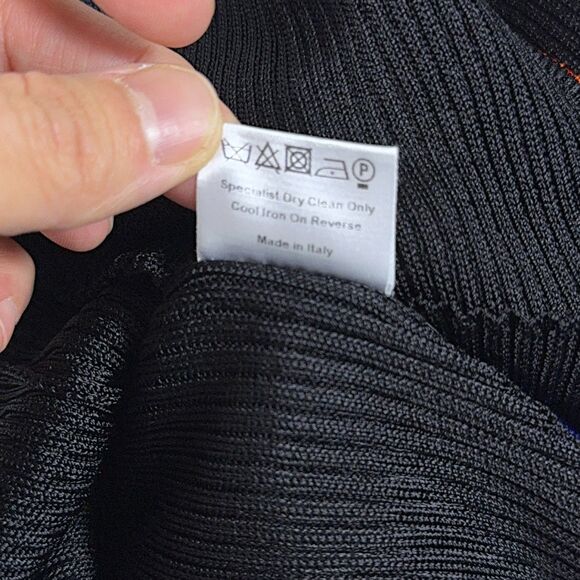 P
Specialist Dry Clean Only
Cool Iron On Reverse
Made in Italy